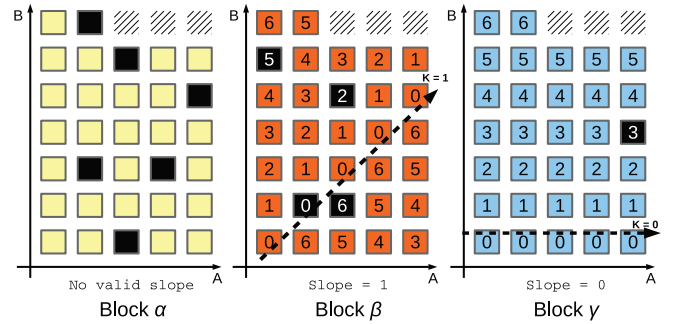 B
A
No valid slope
Block α
B
6 5
5 4 3 2 1
K = 1
4 3 2 1 0
3 2 1 0 6
2 1 0 6 5
1 0 6 5 4
0 6 5 4 3
A
Slope = 1
Block β
B
6 6
5 5 5 5 5
4 4 4 4 4
3 3 3 3 3
2 2 2 2 2
1 1 1 1 1
K = 0
0 0 0 0 0
A
Slope = 0
Block γ